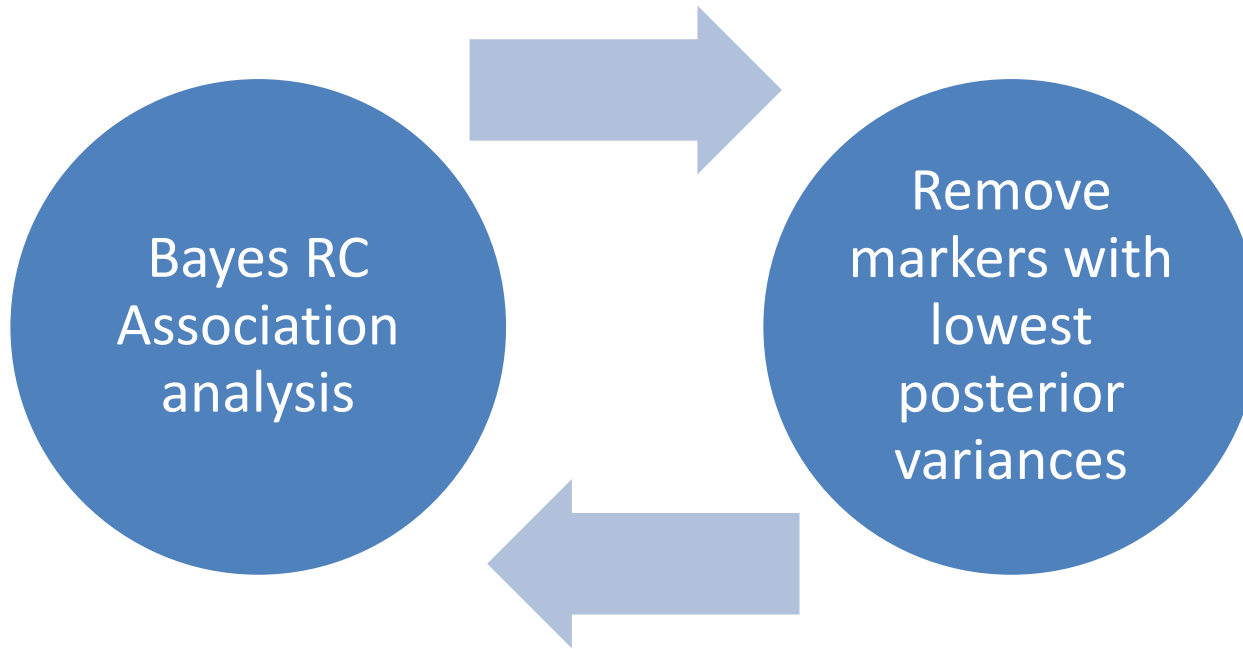 Bayes RC
Association
analysis
Remove
markers with
lowest
posterior
variances